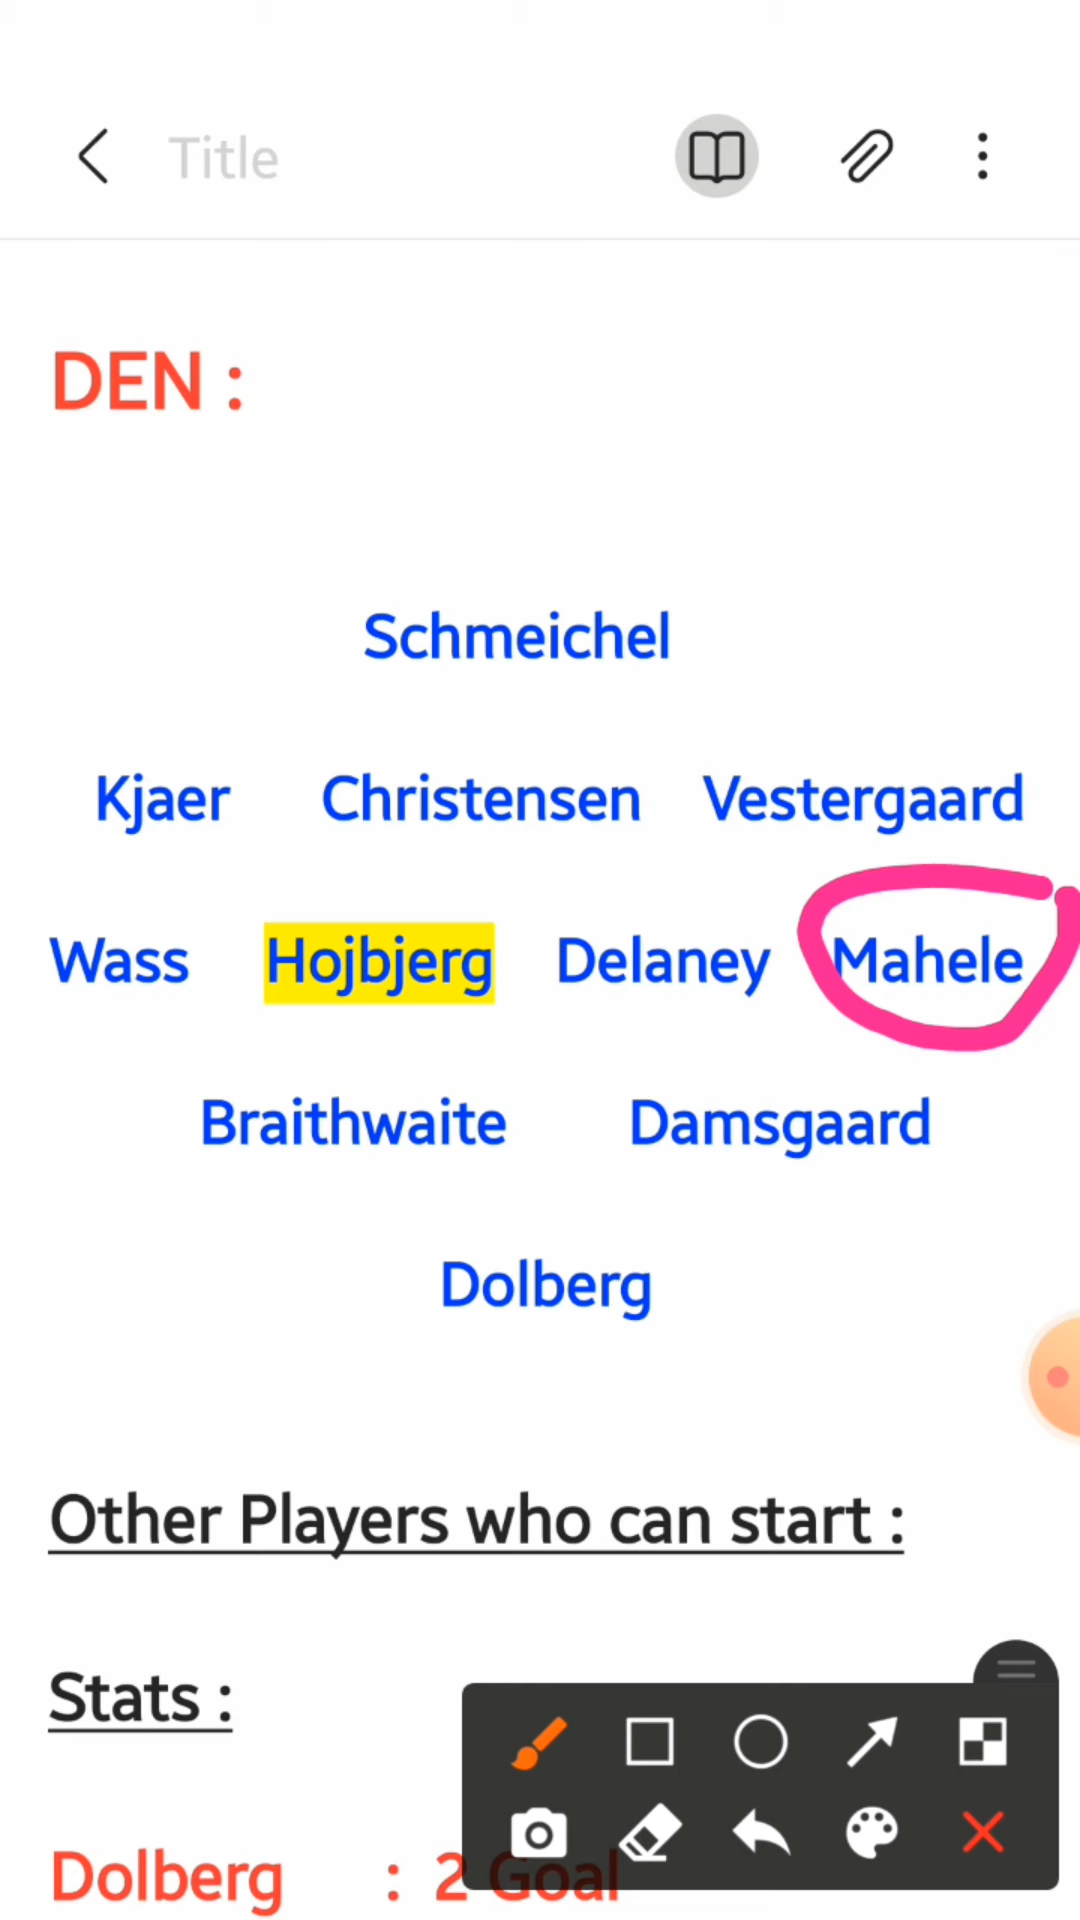 Title
DEN :
Schmeichel
Kjaer Christensen Vestergaard
Wass Hojbjerg Delaney Mahele
Braithwaite Damsgaard
Dolberg
Other Players who can start :
Stats :
Dolberg : 2 Goal